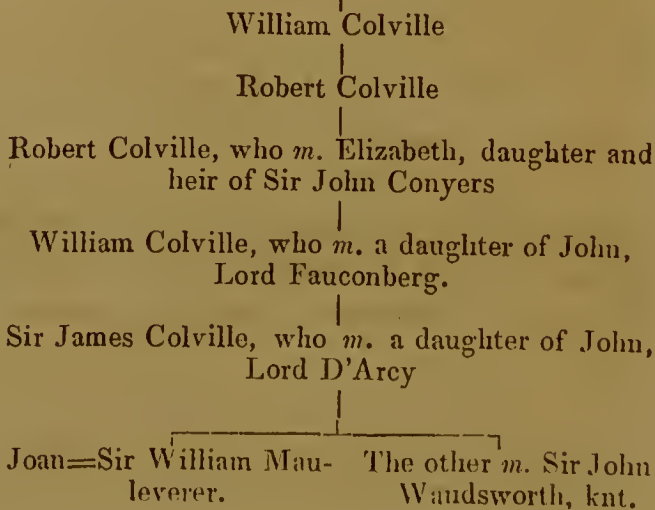 William Colville
Robert Colville
Robert Colville, who m. Elizabeth, daughter and
heir of Sir John Conyers
William Colville, who m. a daughter of John,
Lord Fauconberg.
Sir James Colville, who m. a daughter of John,
Lord D'Arcy
Joan=Sir William Mau-
leverer.
The other m. Sir John
Wandsworth, knt.